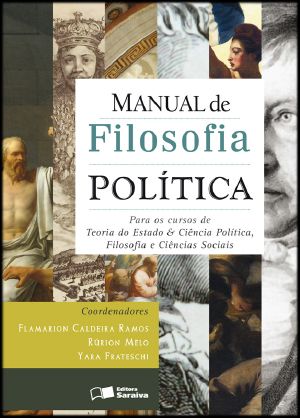 MANUAL de
Filosofia
POLÍTICA
Para os cursos de
Teoria do Estado & Ciência Política,
Filosofia e Ciências Sociais
Coordenadores
FLAMARION CALDEIRA RAMOS
RÚRION MELO
YARA FRATESCHI
Editora
Saraiva